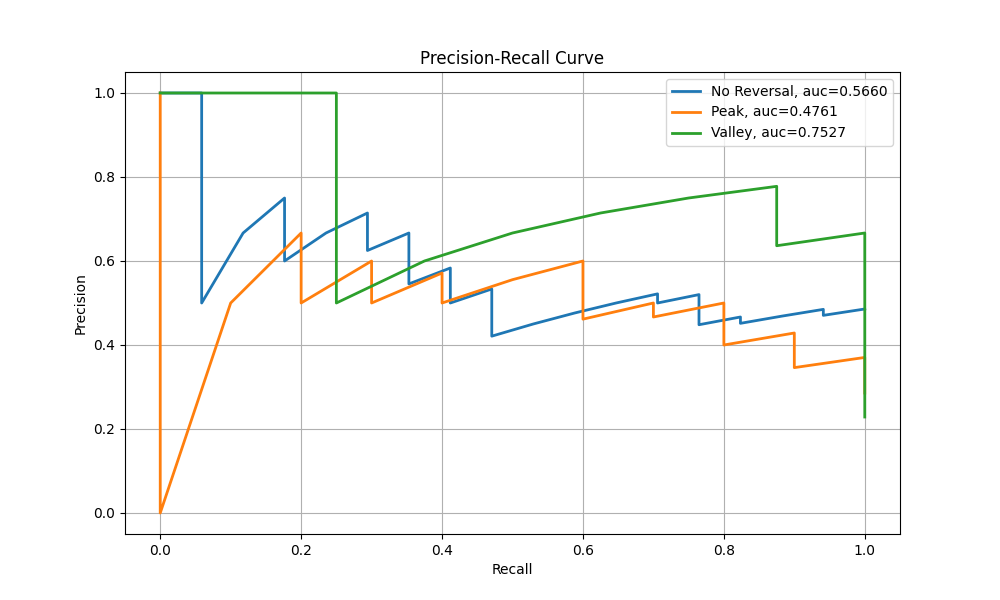 Precision-Recall Curve
No Reversal, auc=0.5660
Peak, auc=0.4761
Valley, auc=0.7527
Precision
1.0
0.8
0.6
0.4
0.2
0.0
0.0 0.2 0.4 0.6 0.8 1.0
Recall